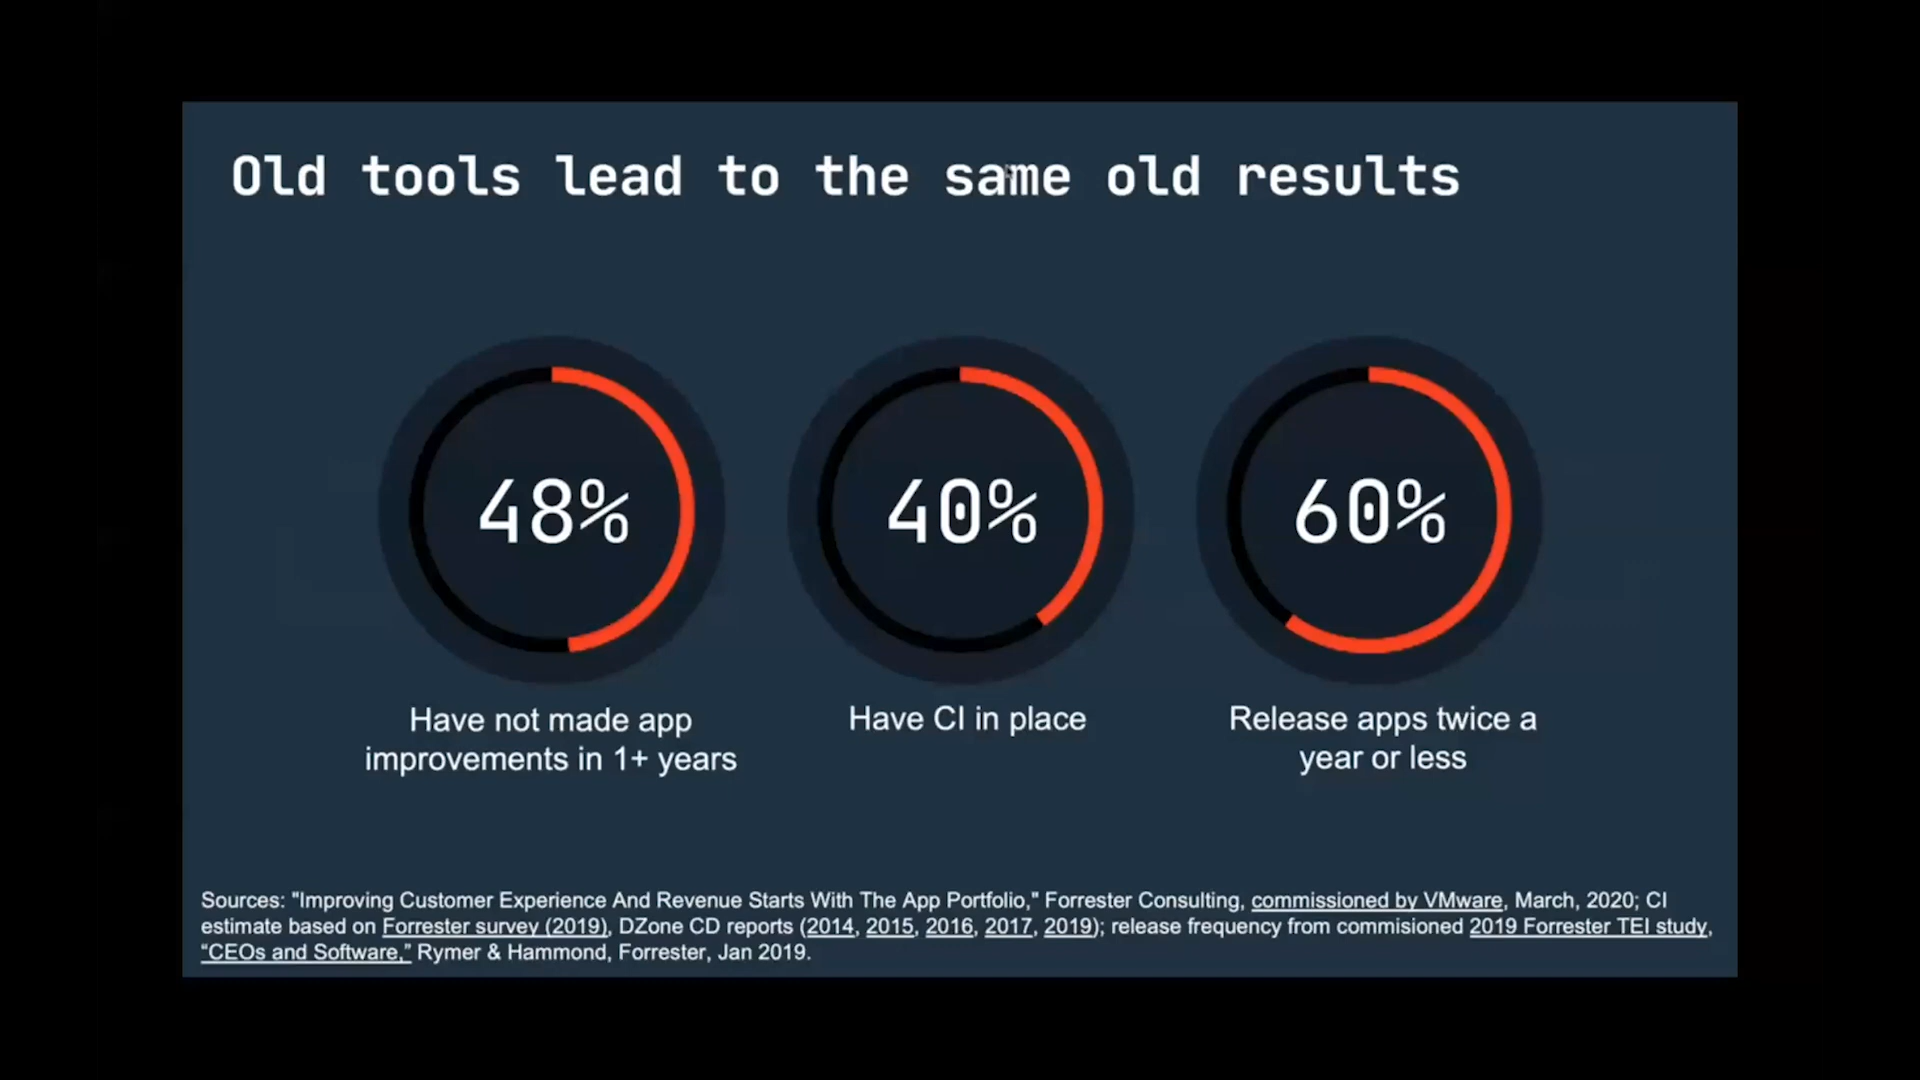 Old tools lead to the same old results
48%
40%
60%
Have not made app
improvements in 1+ years
Have CI in place
Release apps twice a
year or less
Sources: "Improving Customer Experience And Revenue Starts With The App Portfolio," Forrester Consulting, commissioned by VMware, March, 2020; CI
estimate based on Forrester survey (2019), DZone CD reports (2014, 2015, 2016, 2017, 2019); release frequency from commisioned 2019 Forrester TEI study,
“CEOs and Software,” Rymer & Hammond, Forrester, Jan 2019.